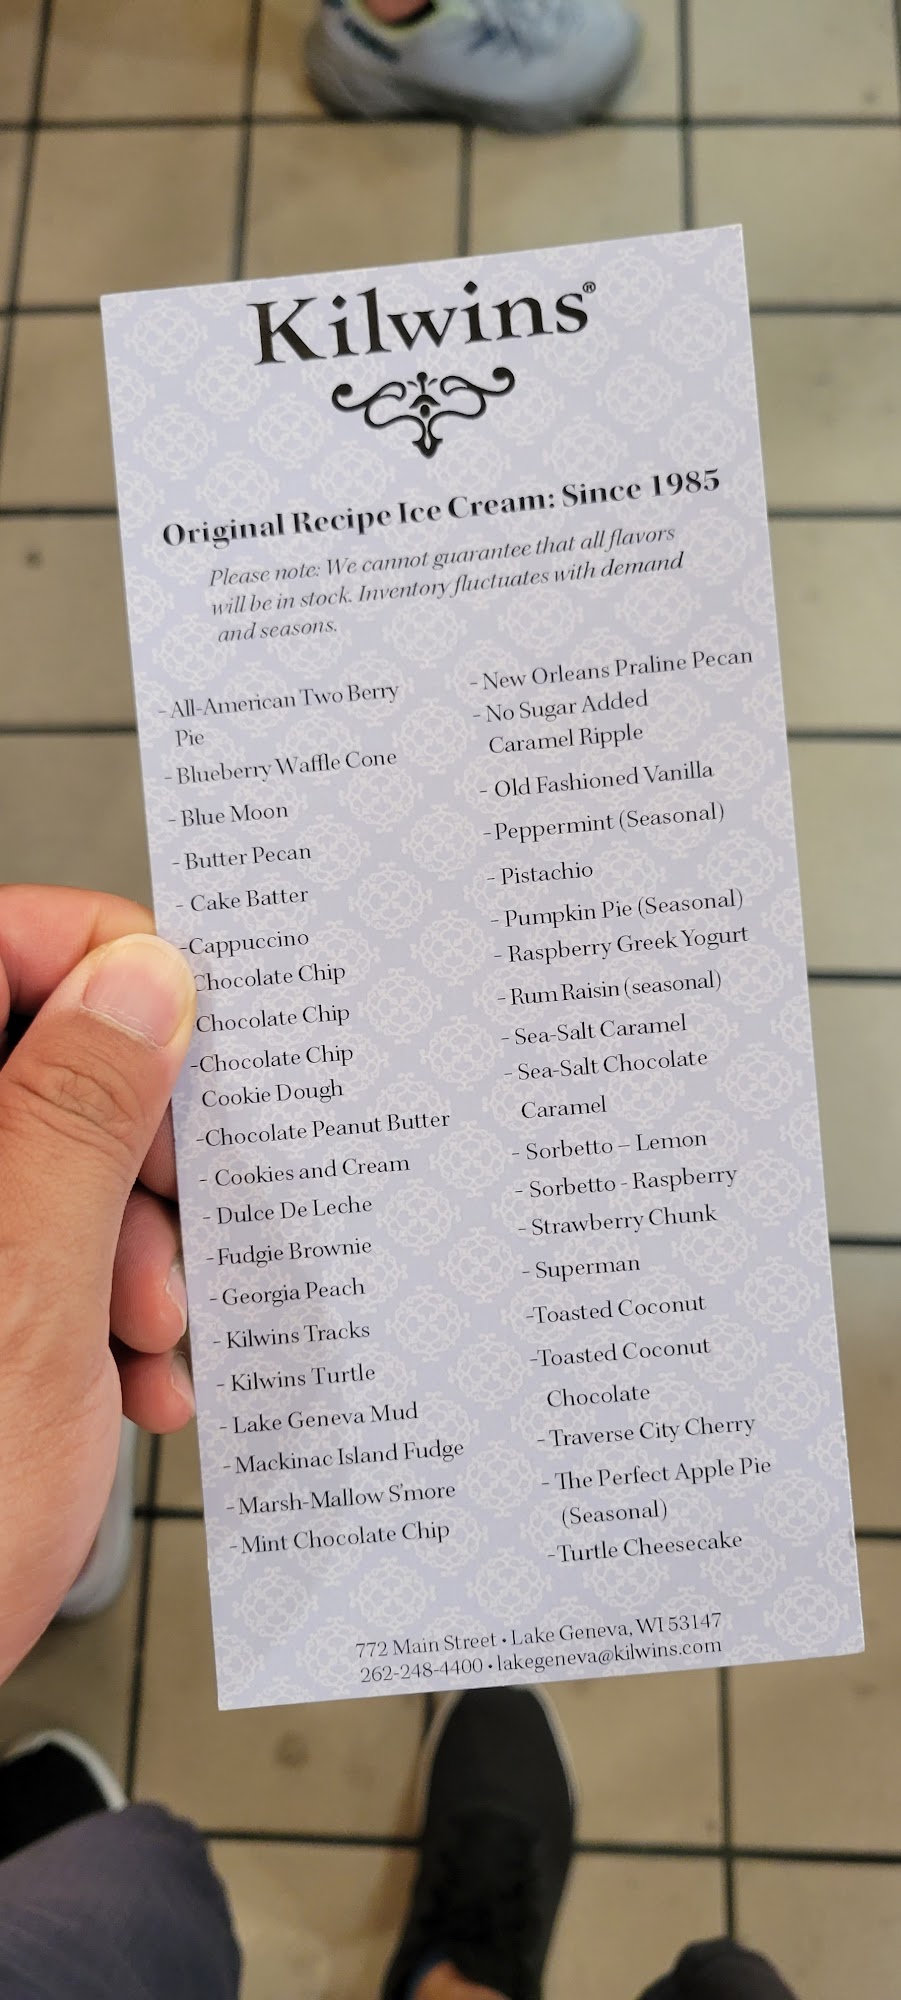 Kilwins®
Original Recipe Ice Cream: Since 1985
Please note: We cannot guarantee that all flavors
will be in stock. Inventory fluctuates with demand
and seasons.
- All-American Two Berry
Pie
- Blueberry Waffle Cone
- Blue Moon
- Butter Pecan
- Cake Batter
-Cappuccino
Chocolate Chip
Chocolate Chip
-Chocolate Chip
Cookie Dough
-Chocolate Peanut Butter
- Cookies and Cream
- Dulce De Leche
- Fudgie Brownie
- Georgia Peach
- Kilwins Tracks
- Kilwins Turtle
- Lake Geneva Mud
- Mackinac Island Fudge
- Marsh-Mallow S'more
- Mint Chocolate Chip
- New Orleans Praline Pecan
- No Sugar Added
Caramel Ripple
- Old Fashioned Vanilla
- Peppermint (Seasonal)
- Pistachio
- Pumpkin Pie (Seasonal)
- Raspberry Greek Yogurt
- Rum Raisin (seasonal)
- Sea-Salt Caramel
- Sea-Salt Chocolate
Caramel
- Sorbetto – Lemon
- Sorbetto - Raspberry
- Strawberry Chunk
- Superman
-Toasted Coconut
-Toasted Coconut
Chocolate
- Traverse City Cherry
- The Perfect Apple Pie
(Seasonal)
-Turtle Cheesecake
772 Main Street • Lake Geneva, WI 53147
262-248-4400 • lakegeneva@kilwins.com